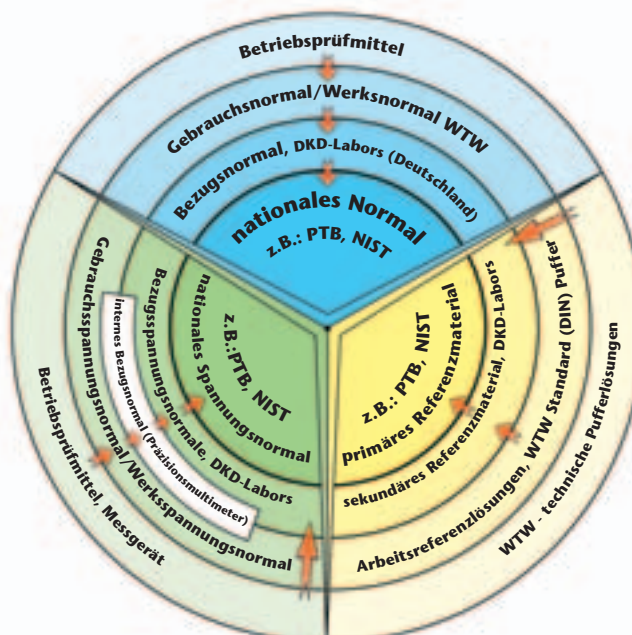 Betriebsprüfmittel
Gebrauchsnormal/Werksnormal WTW
Bezugsnormal, DKD-Labors (Deutschland)
nationales Normal
z.B.: PTB, NIST
Betriebsprüfmittel, Messgerät
Gebrauchsspannungsnormal/Werksspannungsnormal
internes Bezugsnormal (Präzisionsmultimeter)
Bezugsspannungsnormale, DKD-Labors
nationales Spannungsnormal
z.B.:PTB, NIST
z.B.: PTB, NIST
primäres Referenzmaterial
sekundäres Referenzmaterial, DKD-Labors
Arbeitsreferenzlösungen, WTW Standard (DIN) Puffer
WTW - technische Pufferlösungen